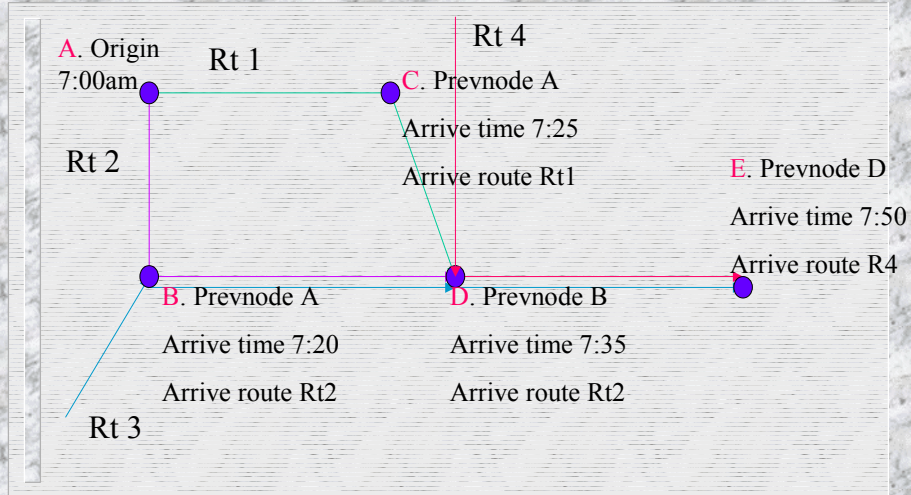 A. Origin
7:00am
Rt 1
Rt 4
C. Prevnode A
Arrive time 7:25
Arrive route Rt1
Rt 2
E. Prevnode D
Arrive time 7:50
Arrive route R4
B. Prevnode A
Arrive time 7:20
Arrive route Rt2
D. Prevnode B
Arrive time 7:35
Arrive route Rt2
Rt 3